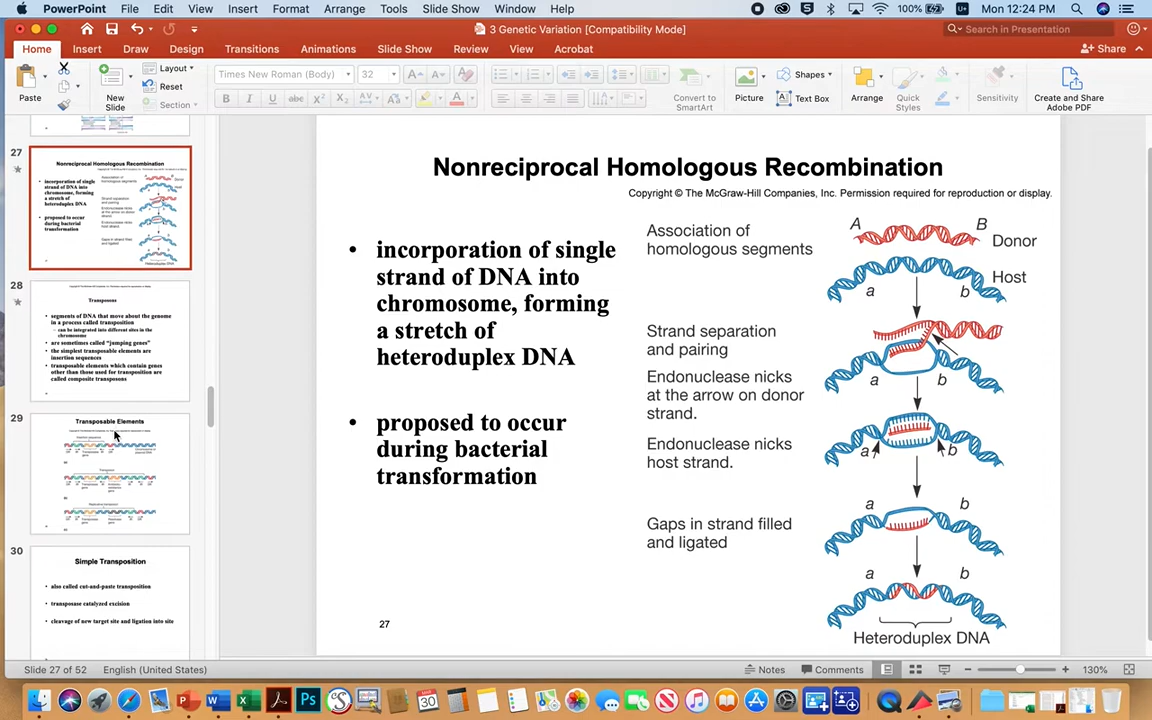 PowerPoint File Edit View Insert Format Arrange Tools Slide Show Review Window Help 100% Mon 12:24 PM
3 Genetic Variation [Compatibility Mode] Search in Presentation
Home Insert Draw Design Transitions Animations Slide Show Review View Acrobat Share
Paste New Slide Layout Reset Section Times New Roman (Body) 32 Convert to SmartArt Picture Shapes Text Box Arrange Quick Styles Sensitivity Create and Share Adobe PDF
27
Nonreciprocal Homologous Recombination
incorporation of single
strand of DNA into
chromosome, forming
a stretch of
heteroduplex DNA
proposed to occur
during bacterial
transformation
28
Transposons
• segments of DNA that move about the genome
in a process called transposition
– can be integrated into different sites in the
chromosome
• are sometimes called "jumping genes"
• the simplest transposable elements are
insertion sequences
• transposable elements which contain genes
other than those used for transposition are
called composite transposons
29
Transposable Elements
30
Simple Transposition
• also called cut-and-paste transposition
• transposase catalyzed excision
• cleavage of new target site and ligation into site
Nonreciprocal Homologous Recombination
Copyright © The McGraw-Hill Companies, Inc. Permission required for reproduction or display.
• incorporation of single
strand of DNA into
chromosome, forming
a stretch of
heteroduplex DNA
• proposed to occur
during bacterial
transformation
27
Association of
homologous segments
A B
Donor
Host
a b
Strand separation
and pairing
a b
Endonuclease nicks
at the arrow on donor
strand.
Endonuclease nicks
host strand.
a b
Gaps in strand filled
and ligated
a b
a b
Heteroduplex DNA
Slide 27 of 52 English (United States) Notes Comments 130%